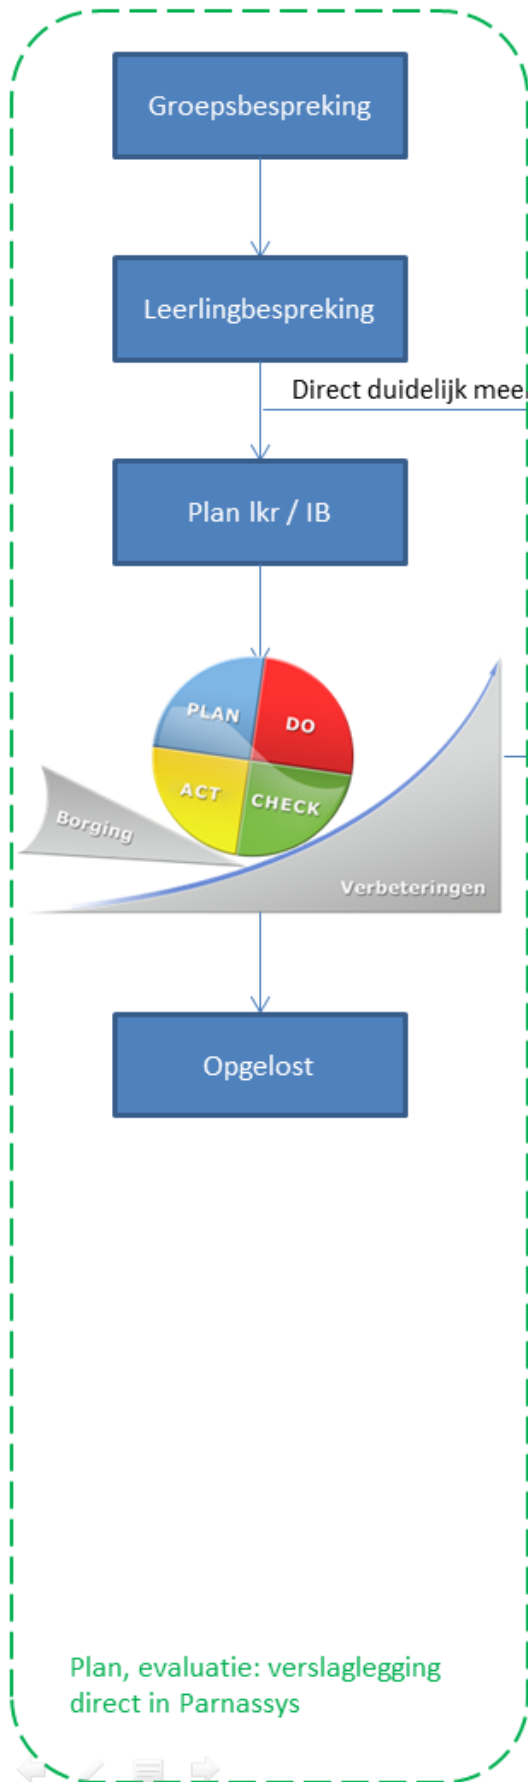 Groepsbespreking
Leerlingbespreking
Direct duidelijk
Plan lkr / IB
PLAN
DO
ACT
CHECK
Borging
Verbeteringen
Opgelost
Plan, evaluatie: verslaglegging
direct in Parnassys